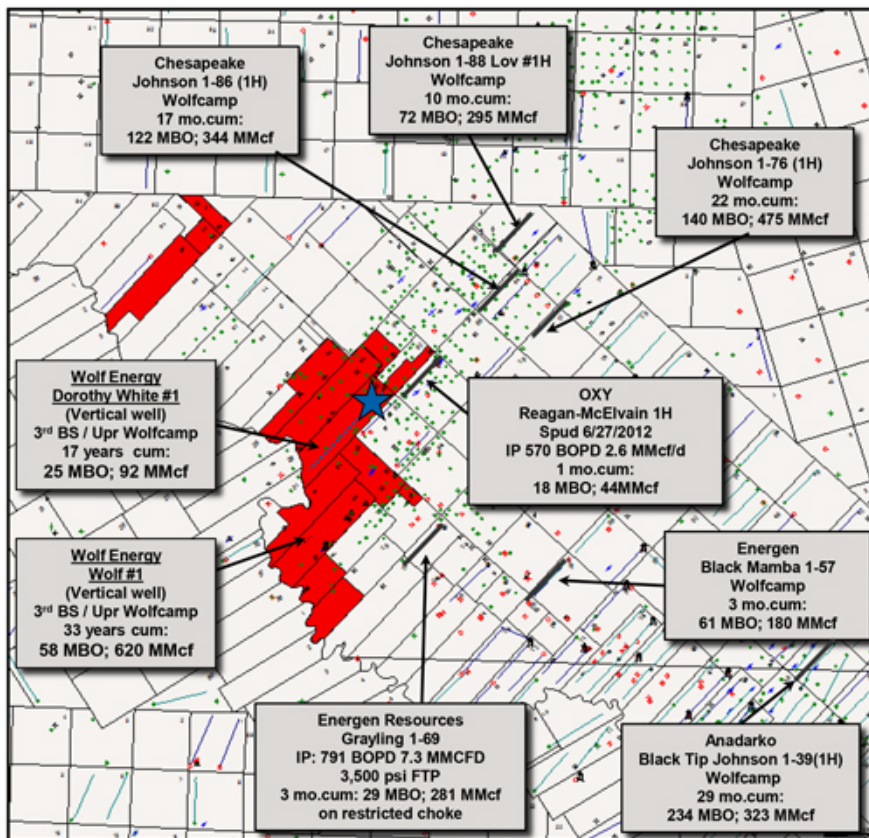 Chesapeake
Johnson 1-86 (1H)
Wolfcamp
17 mo.cum:
122 MBO; 344 MMcf
Chesapeake
Johnson 1-88 Lov #1H
Wolfcamp
10 mo.cum:
72 MBO; 295 MMcf
Chesapeake
Johnson 1-76 (1H)
Wolfcamp
22 mo.cum:
140 MBO; 475 MMcf
Wolf Energy
Dorothy White #1
(Vertical well)
3rd BS / Upr Wolfcamp
17 years cum:
25 MBO; 92 MMcf
OXY
Reagan-McElvain 1H
Spud 6/27/2012
IP 570 BOPD 2.6 MMcf/d
1 mo.cum:
18 MBO; 44MMcf
Wolf Energy
Wolf #1
(Vertical well)
3rd BS / Upr Wolfcamp
33 years cum:
58 MBO; 620 MMcf
Energen
Black Mamba 1-57
Wolfcamp
3 mo.cum:
61 MBO; 180 MMcf
Energen Resources
Grayling 1-69
IP: 791 BOPD 7.3 MMCFD
3,500 psi FTP
3 mo.cum: 29 MBO; 281 MMcf
on restricted choke
Anadarko
Black Tip Johnson 1-39(1H)
Wolfcamp
29 mo.cum:
234 MBO; 323 MMcf